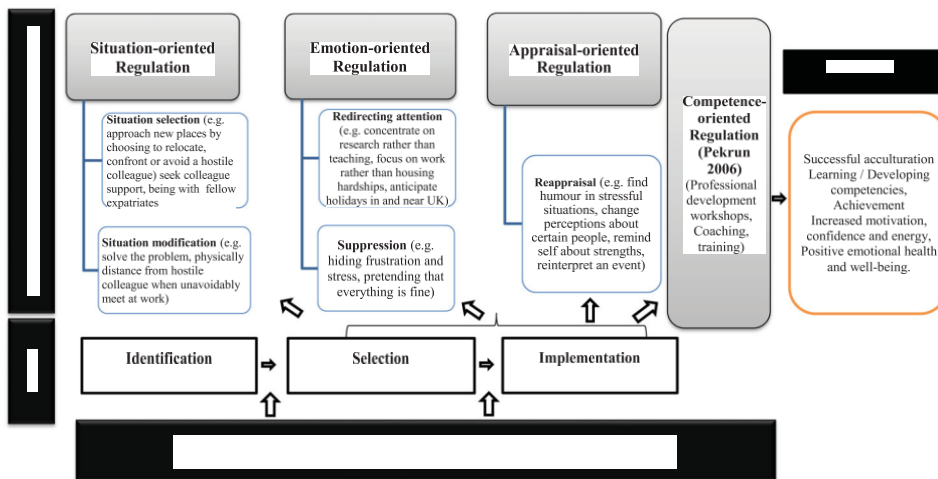 Situation-oriented
Regulation
Situation selection (e.g.
approach new places by
choosing to relocate,
confront or avoid a
hostile colleague) seek
colleague support, being
with fellow
expatriates
Situation modification (e.g.
solve the problem, physically
distance from hostile
colleague when unavoidably
meet at work)
Emotion-oriented
Regulation
Redirecting attention
(e.g. concentrate on
research rather than
teaching, focus on work
rather than housing
hardships, anticipate
holidays in and near UK)
Suppression (e.g.
hiding frustration and
stress, pretending that
everything is fine)
Appraisal-oriented
Regulation
Reappraisal (e.g. find
humour in stressful
situations, change
perceptions about
certain people, remind
self about strengths,
reinterpret an event)
Competence-
oriented
Regulation
(Pekrun
2006)
(Professional
development
workshops,
Coaching,
training)
Successful acculturation
Learning / Developing
competencies,
Achievement
Increased motivation,
confidence and energy,
Positive emotional health
and well-being.
Identification
Selection
Implementation